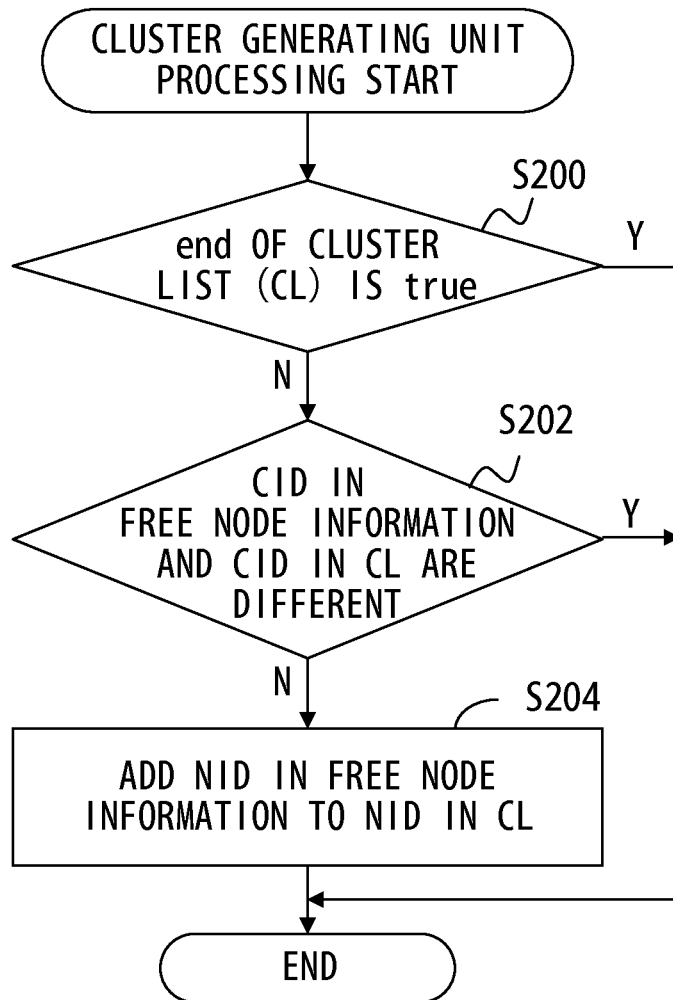 CLUSTER GENERATING UNIT
PROCESSING START
S200
end OF CLUSTER
LIST (CL) IS true
Y
N
S202
CID IN
FREE NODE INFORMATION
AND CID IN CL ARE
DIFFERENT
Y
N
S204
ADD NID IN FREE NODE
INFORMATION TO NID IN CL
END